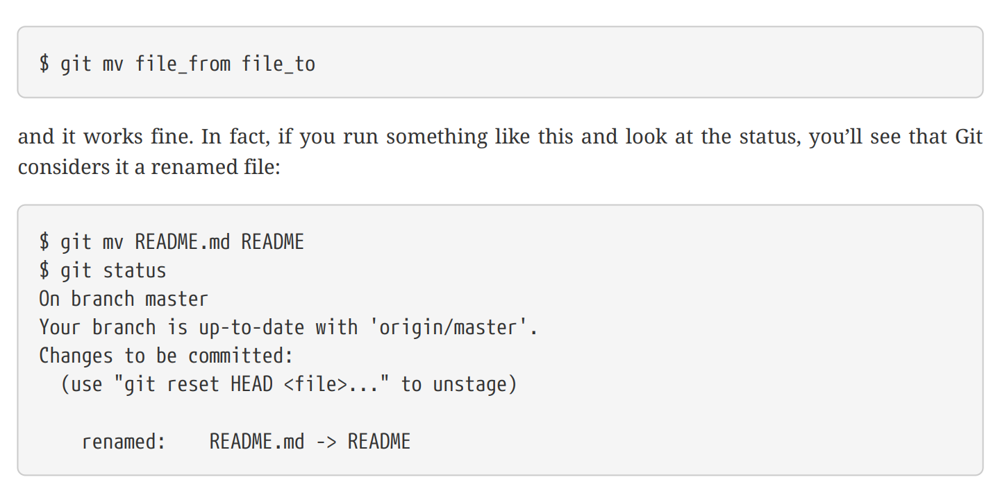 $ git mv file_from file_to
and it works fine. In fact, if you run something like this and look at the status, you’ll see that Git
considers it a renamed file:
$ git mv README.md README
$ git status
On branch master
Your branch is up-to-date with 'origin/master'.
Changes to be committed:
  (use "git reset HEAD <file>..." to unstage)

    renamed:    README.md -> README